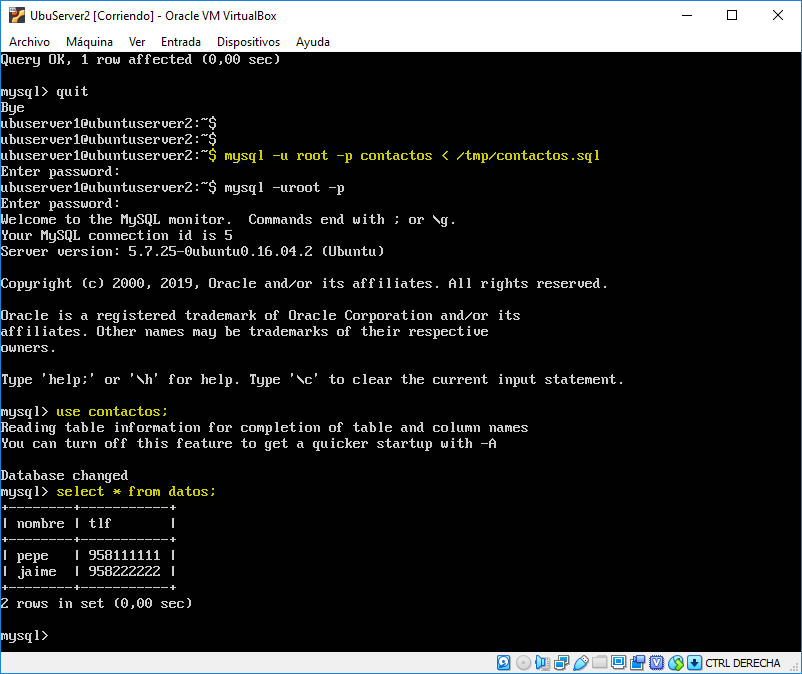 UbuServer2 [Corriendo] - Oracle VM VirtualBox
Archivo Máquina Ver Entrada Dispositivos Ayuda
Query OK, 1 row affected (0,00 sec)
mysql> quit
Bye
ubuserver1@ubuntuserver2:~$
ubuserver1@ubuntuserver2:~$
ubuserver1@ubuntuserver2:~$ mysql -u root -p contactos < /tmp/contactos.sql
Enter password:
ubuserver1@ubuntuserver2:~$ mysql -uroot -p
Enter password:
Welcome to the MySQL monitor.  Commands end with ; or \g.
Your MySQL connection id is 5
Server version: 5.7.25-0ubuntu0.16.04.2 (Ubuntu)
Copyright (c) 2000, 2019, Oracle and/or its affiliates. All rights reserved.
Oracle is a registered trademark of Oracle Corporation and/or its
affiliates. Other names may be trademarks of their respective
owners.
Type 'help;' or '\h' for help. Type '\c' to clear the current input statement.
mysql> use contactos;
Reading table information for completion of table and column names
You can turn off this feature to get a quicker startup with -A
Database changed
mysql> select * from datos;
+--------+-----------+
| nombre | tlf       |
+--------+-----------+
| pepe   | 958111111 |
| jaime  | 958222222 |
+--------+-----------+
2 rows in set (0,00 sec)
mysql>
CTRL DERECHA